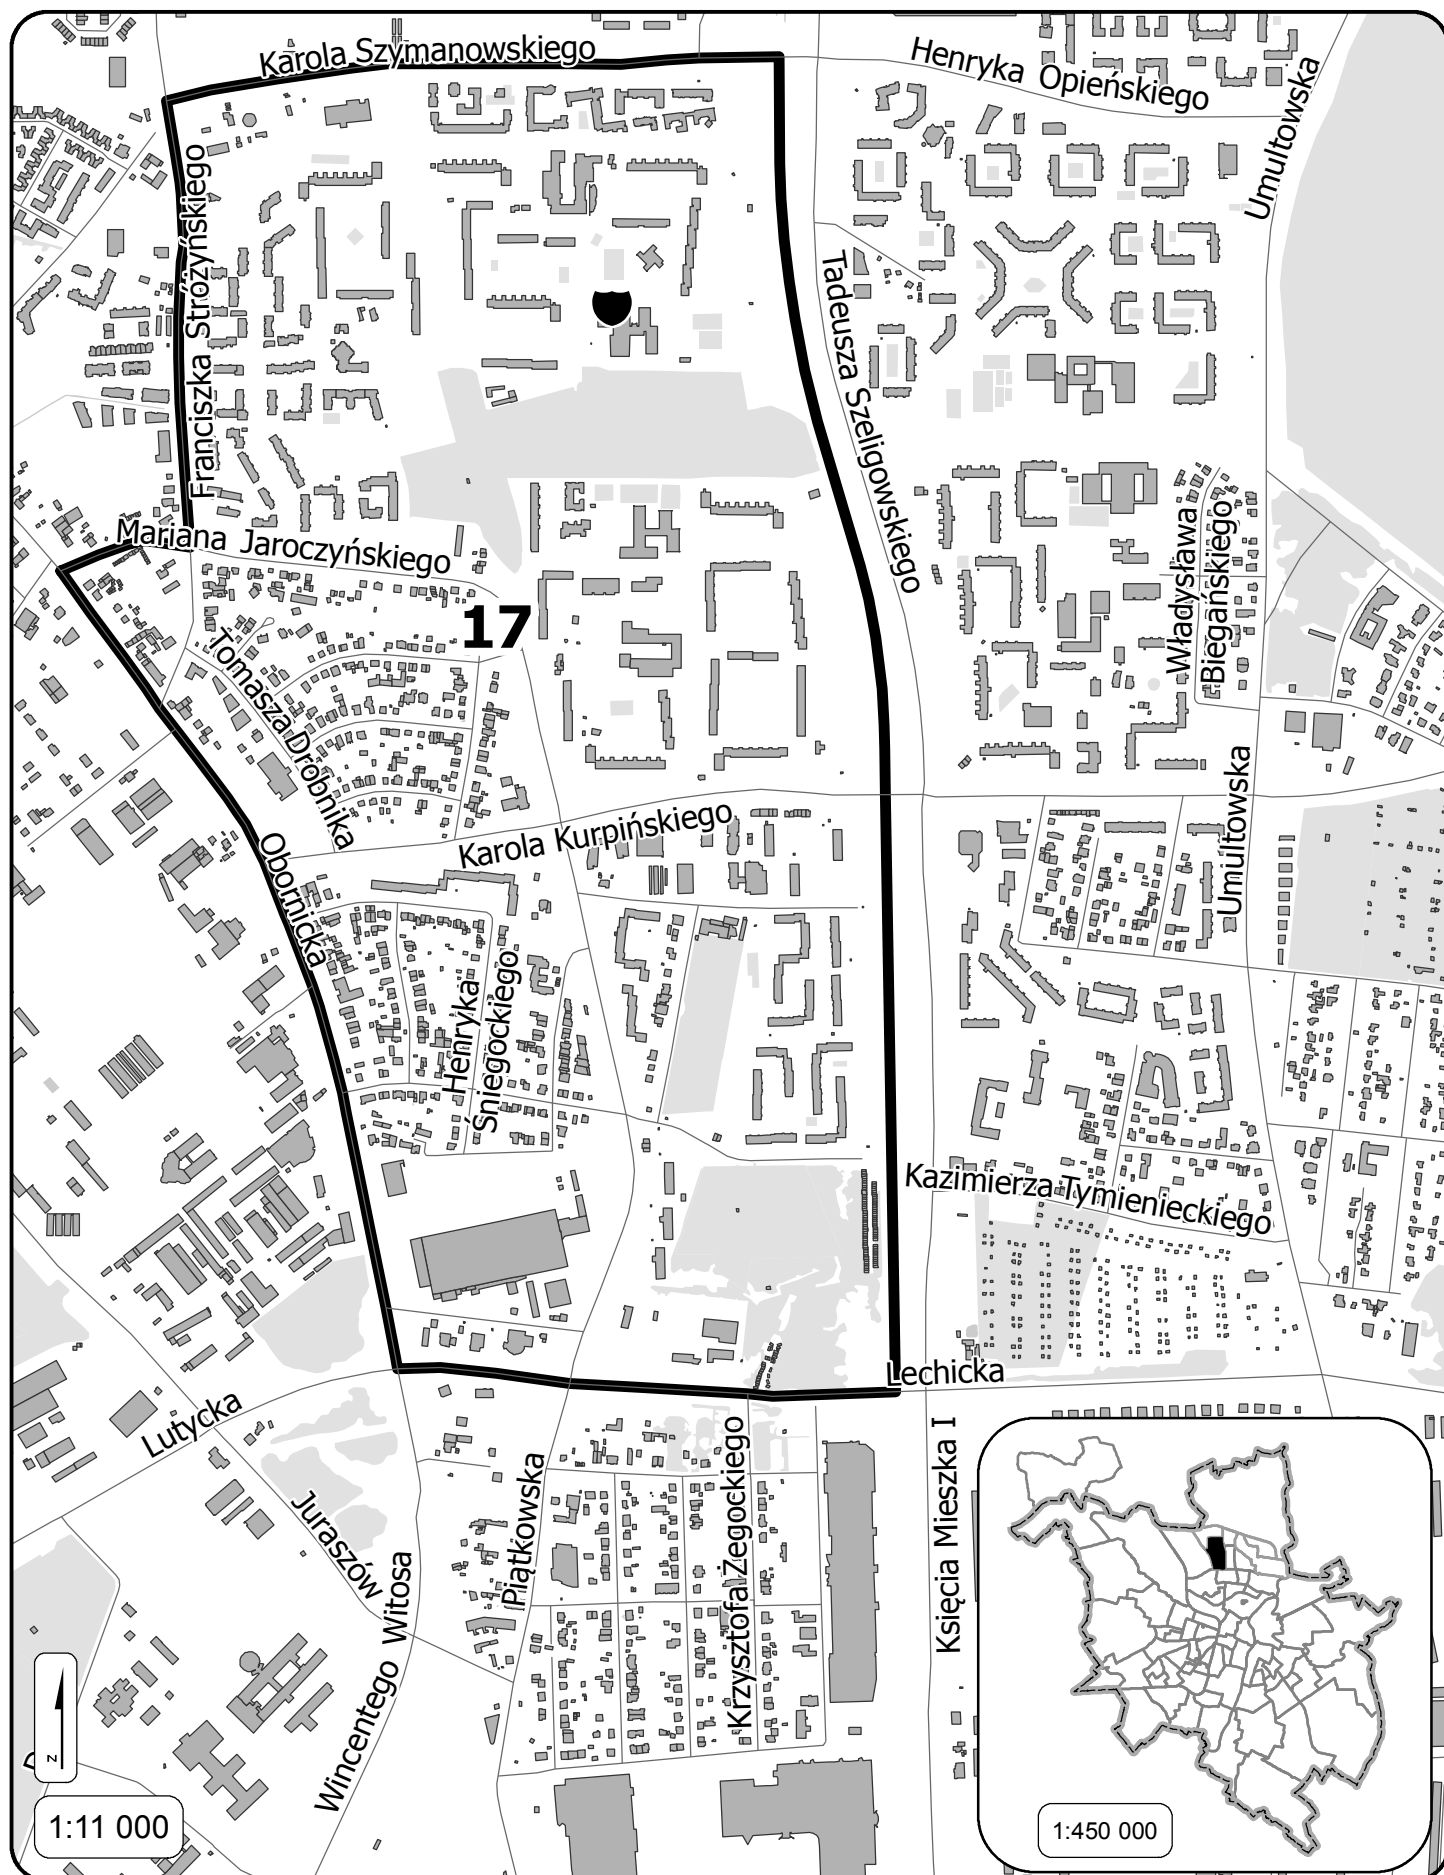 Karola Szymanowskiego
Henryka Opieńskiego
Umultowska
Franciszka Stróżyńskiego
Tadeusza Szeligowskiego
Mariana Jaroczyńskiego
17
Władysława
Biegańskiego
Tomasza Drobnika
Umultowska
Karola Kurpińskiego
Obornicka
Henryka
Śniegockiego
Kazimierza Tymienieckiego
Lechicka
Lutycka
Juraszów
Piątkowska
Krzysztofa Żegockiego
Księcia Mieszka I
Wincentego Witosa
N
1:11 000
1:450 000